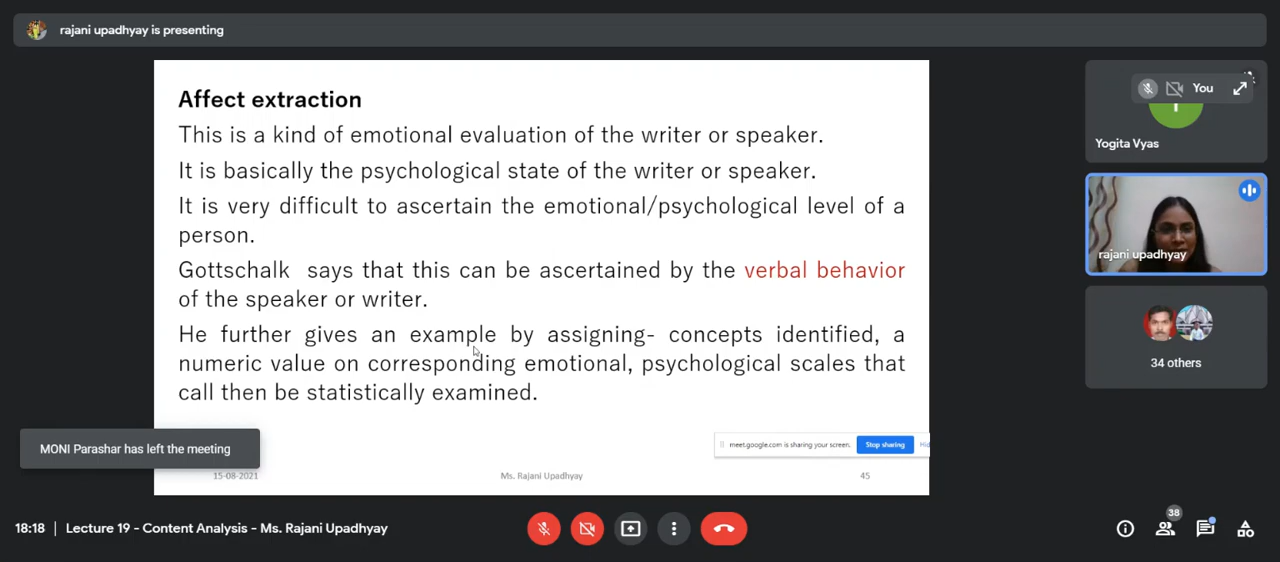 rajani upadhyay is presenting
Affect extraction
This is a kind of emotional evaluation of the writer or speaker.
It is basically the psychological state of the writer or speaker.
It is very difficult to ascertain the emotional/psychological level of a
person.
Gottschalk says that this can be ascertained by the verbal behavior
of the speaker or writer.
He further gives an example by assigning- concepts identified, a
numeric value on corresponding emotional, psychological scales that
call then be statistically examined.
meet.google.com is sharing your screen.
Stop sharing
15-08-2021
Ms. Rajani Upadhyay
45
MONI Parashar has left the meeting
You
Yogita Vyas
rajani upadhyay
34 others
18:18 | Lecture 19 - Content Analysis - Ms. Rajani Upadhyay
38